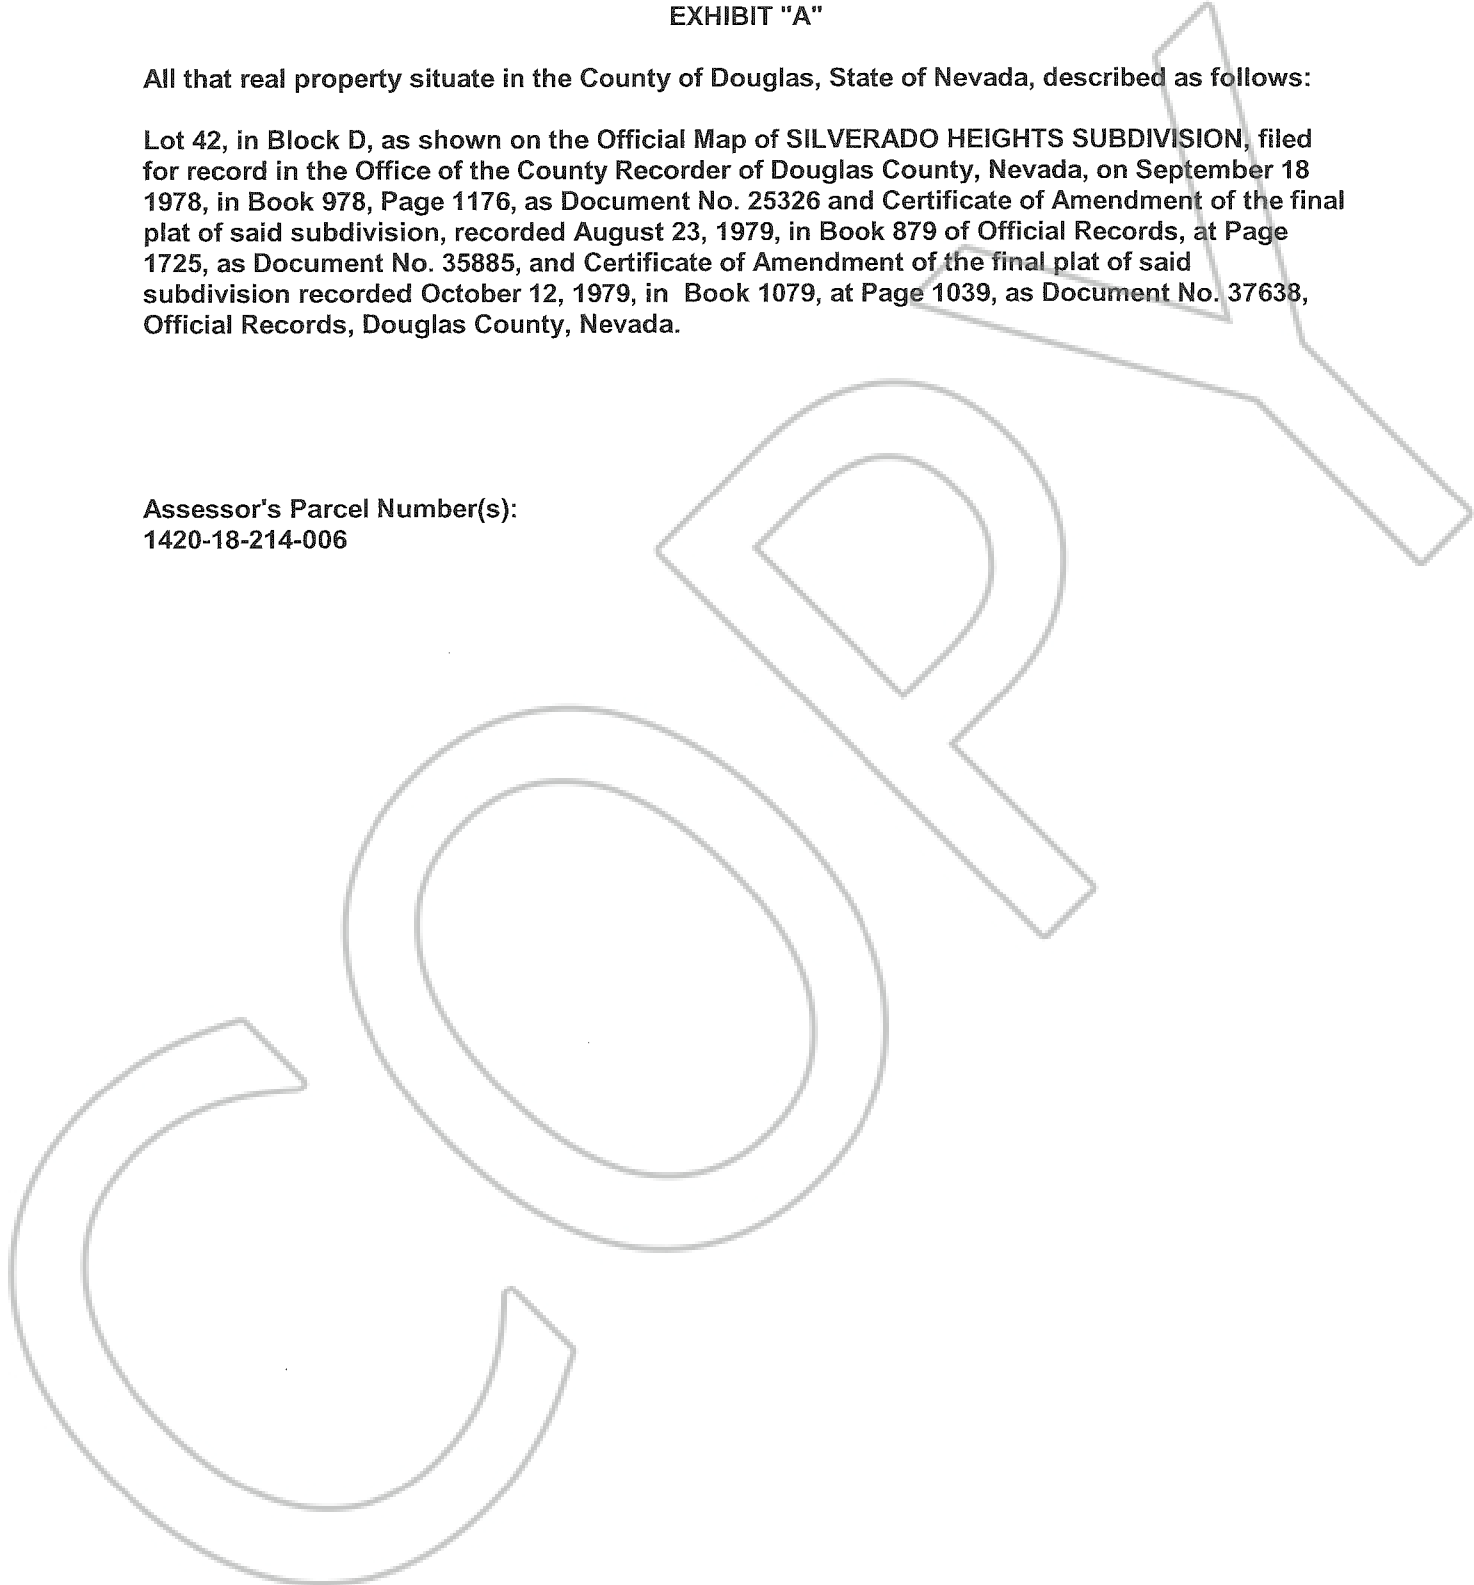 EXHIBIT "A"
All that real property situate in the County of Douglas, State of Nevada, described as follows:
Lot 42, in Block D, as shown on the Official Map of SILVERADO HEIGHTS SUBDIVISION, filed
for record in the Office of the County Recorder of Douglas County, Nevada, on September 18
1978, in Book 978, Page 1176, as Document No. 25326 and Certificate of Amendment of the final
plat of said subdivision, recorded August 23, 1979, in Book 879 of Official Records, at Page
1725, as Document No. 35885, and Certificate of Amendment of the final plat of said
subdivision recorded October 12, 1979, in  Book 1079, at Page 1039, as Document No. 37638,
Official Records, Douglas County, Nevada.
Assessor's Parcel Number(s):
1420-18-214-006
COPY